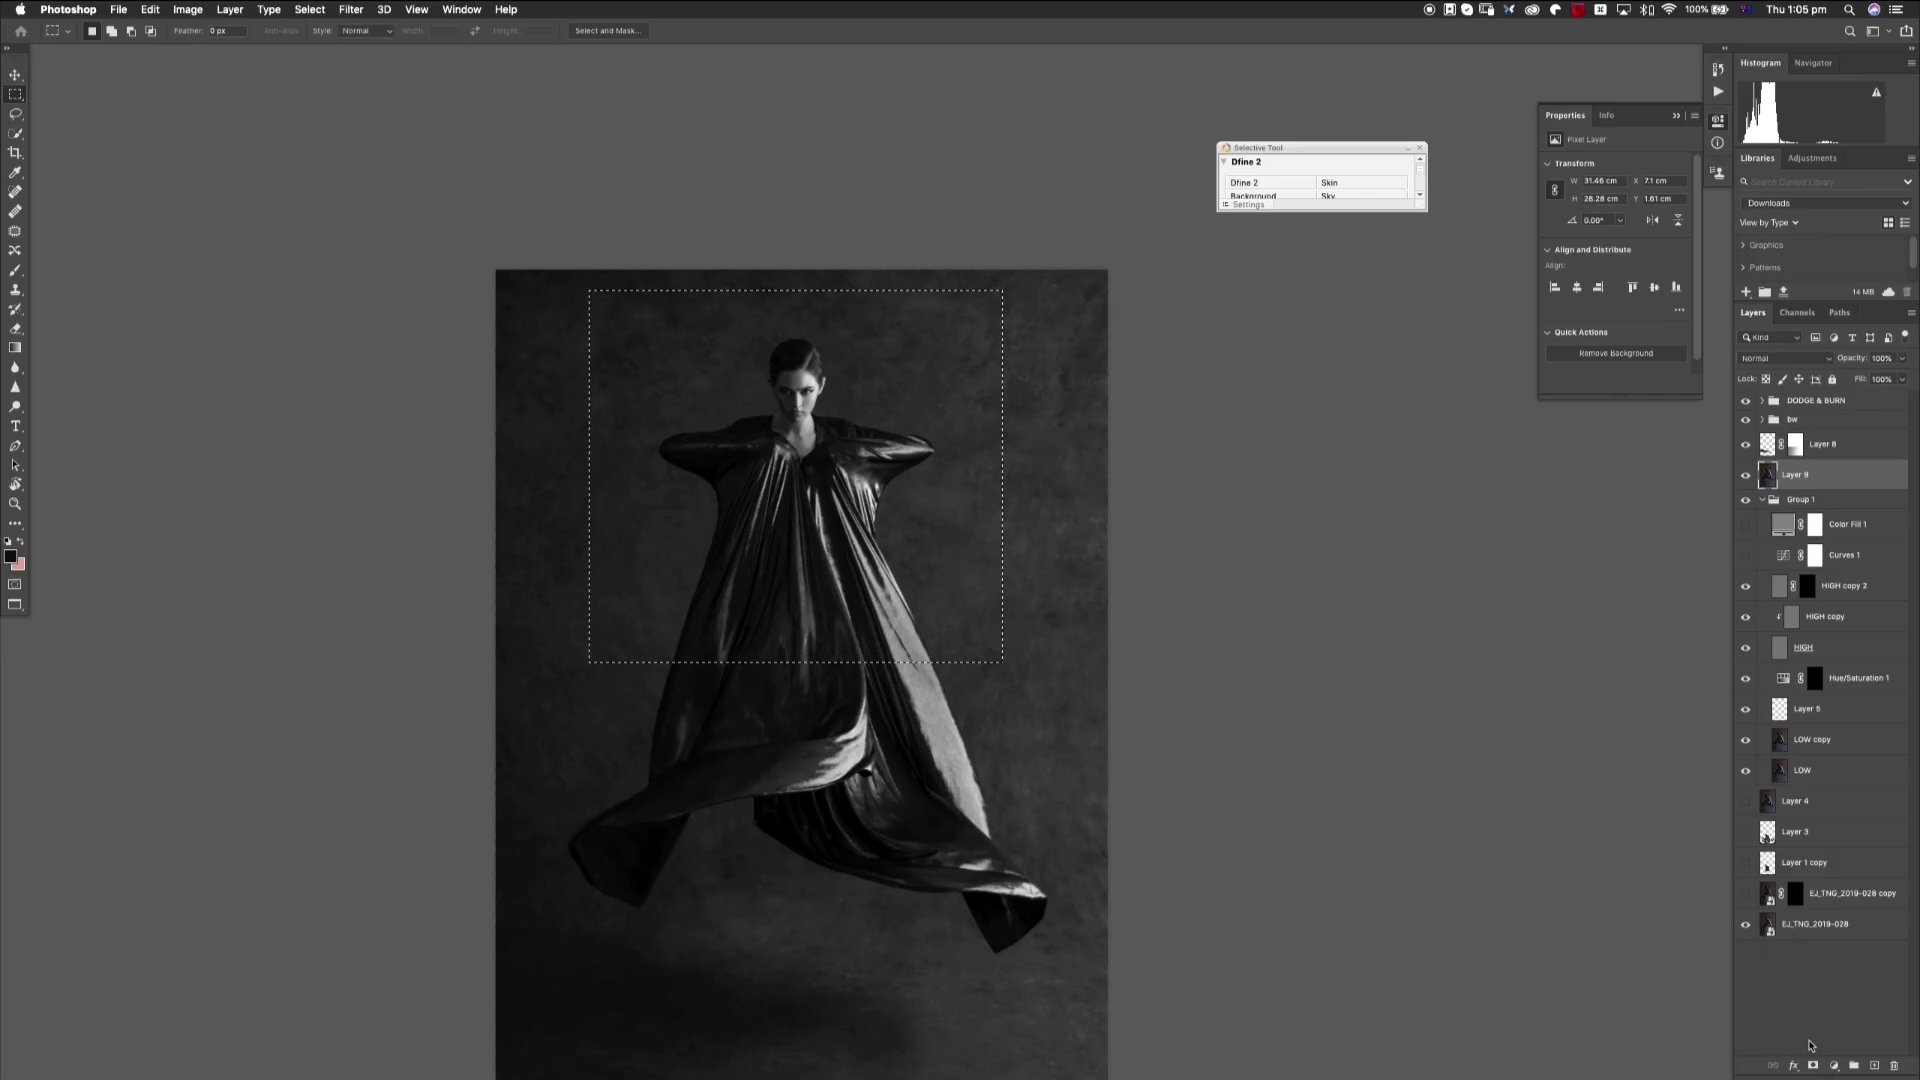 Photoshop File Edit Image Layer Type Select Filter 3D View Window Help
100% Thu 1:05 pm
Feather: 0 px Anti-alias Style: Normal Width: Height: Select and Mask...
Histogram Navigator
Selective Tool
Dfine 2
Dfine 2 Skin
Background Sky
Settings
Properties Info
Pixel Layer
Transform
W 31.46 cm X 7.1 cm
H 28.28 cm Y 1.61 cm
0.00°
Align and Distribute
Align:
Quick Actions
Remove Background
Libraries Adjustments
Search Current Library
Downloads
View by Type
Graphics
Patterns
14 MB
Layers Channels Paths
Kind
Normal Opacity: 100%
Lock: Fill: 100%
DODGE & BURN
bw
Layer 8
Layer 9
Group 1
Color Fill 1
Curves 1
HIGH copy 2
HIGH copy
HIGH
Hue/Saturation 1
Layer 5
LOW copy
LOW
Layer 4
Layer 3
Layer 1 copy
EJ_TNG_2019-028 copy
EJ_TNG_2019-028
fx